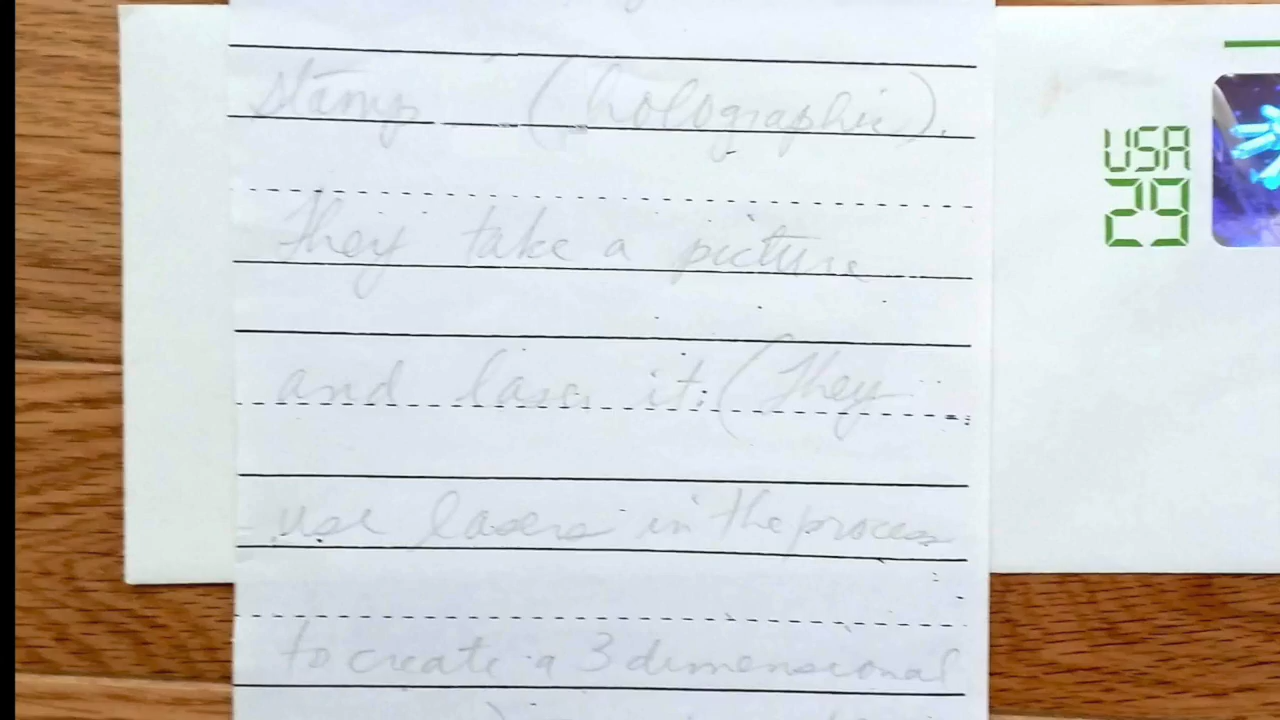 stamp (holographic).
They take a picture
and laser it. (They
use lasers in the process
to create a 3 dimensional
USA
29